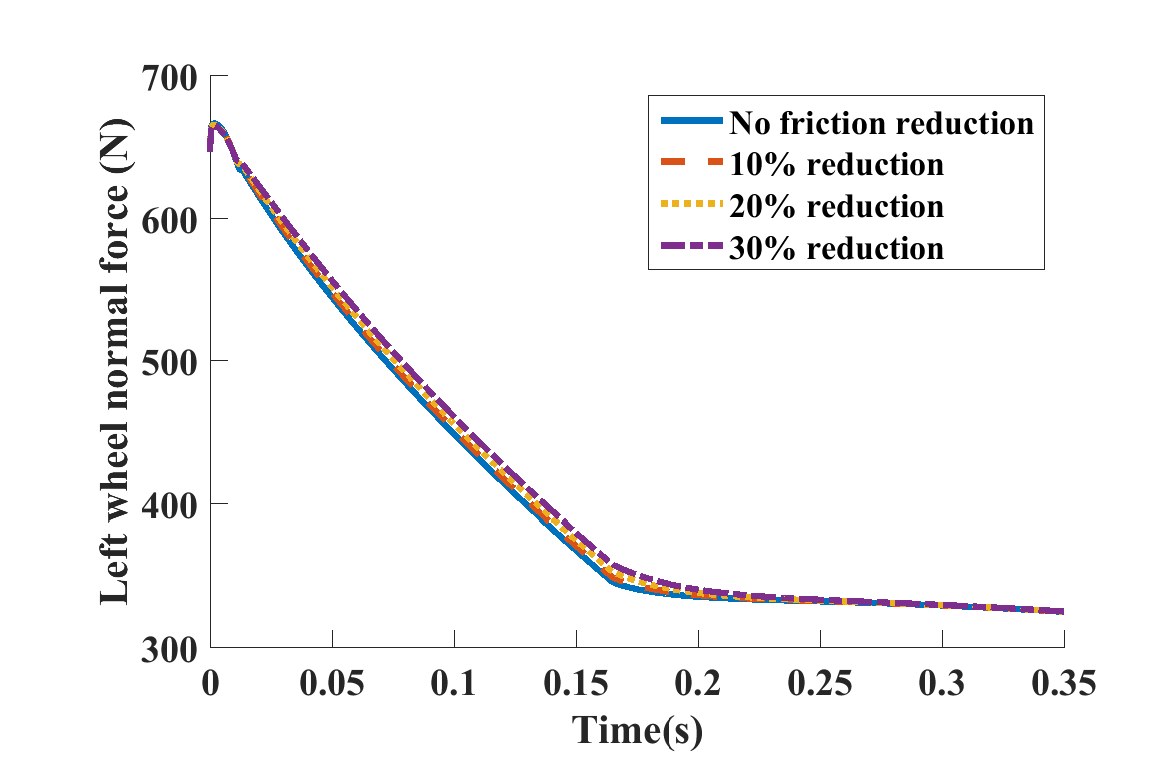 Left wheel normal force (N)
700
600
500
400
300
No friction reduction
10% reduction
20% reduction
30% reduction
0 0.05 0.1 0.15 0.2 0.25 0.3 0.35
Time(s)